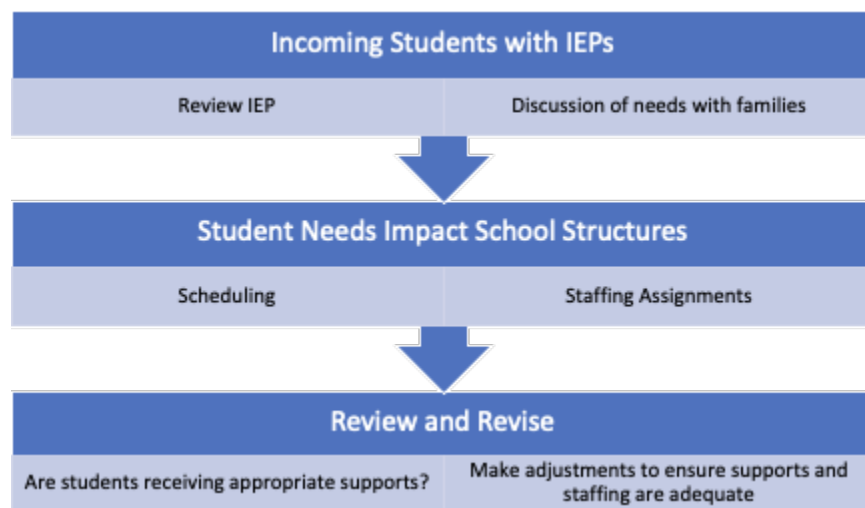 Incoming Students with IEPs
Review IEP
Discussion of needs with families
Student Needs Impact School Structures
Scheduling
Staffing Assignments
Review and Revise
Are students receiving appropriate supports?
Make adjustments to ensure supports and
staffing are adequate